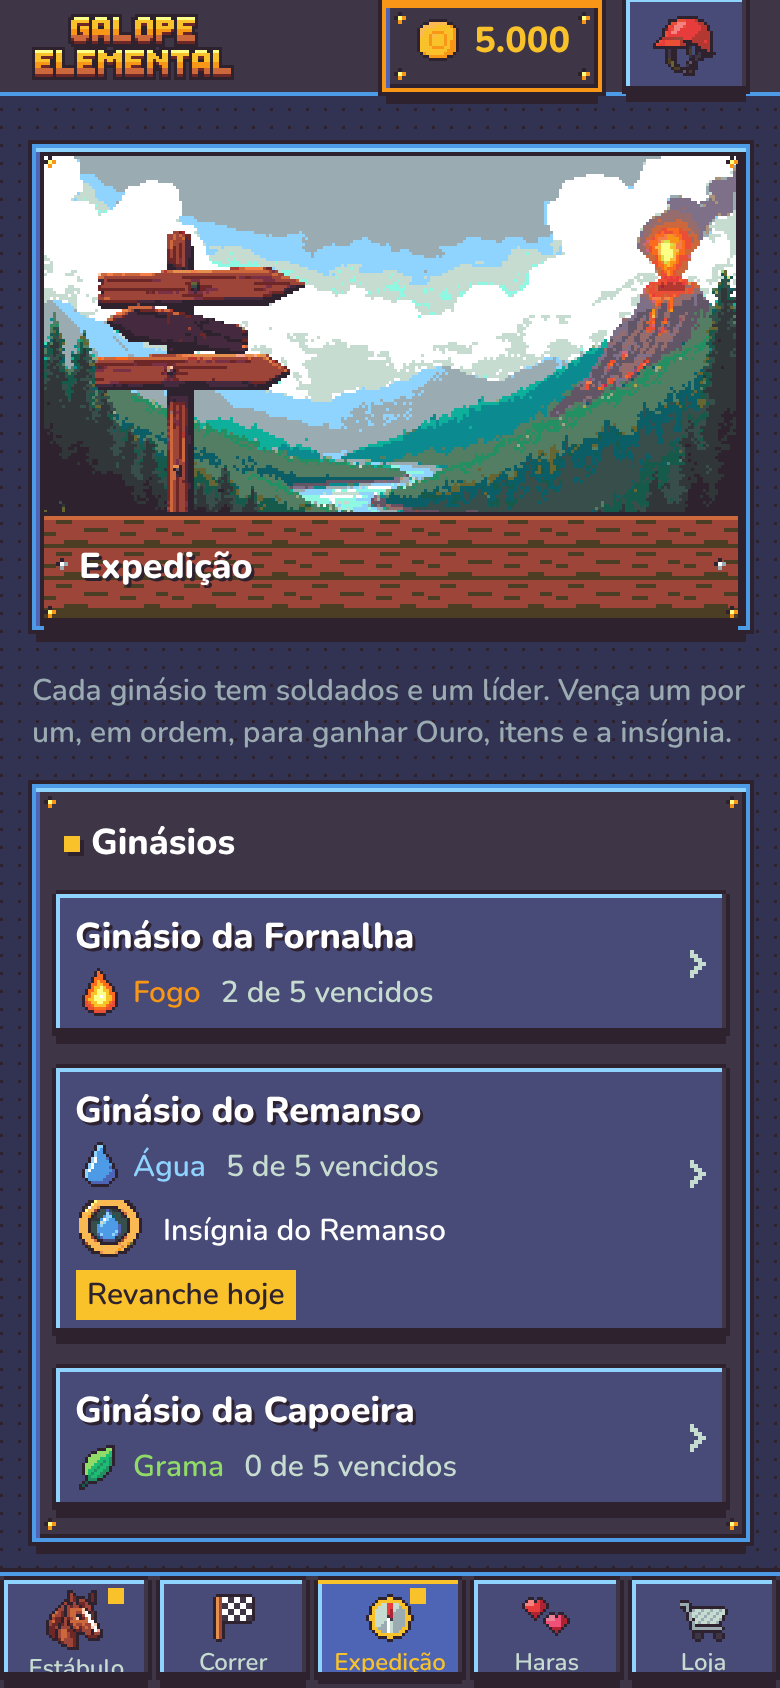 GALOPE
ELEMENTAL
5.000
Expedição
Cada ginásio tem soldados e um líder. Vença um por
um, em ordem, para ganhar Ouro, itens e a insígnia.
Ginásios
Ginásio da Fornalha
Fogo 2 de 5 vencidos
Ginásio do Remanso
Água 5 de 5 vencidos
Insígnia do Remanso
Revanche hoje
Ginásio da Capoeira
Grama 0 de 5 vencidos
Estábulo Correr Expedição Haras Loja